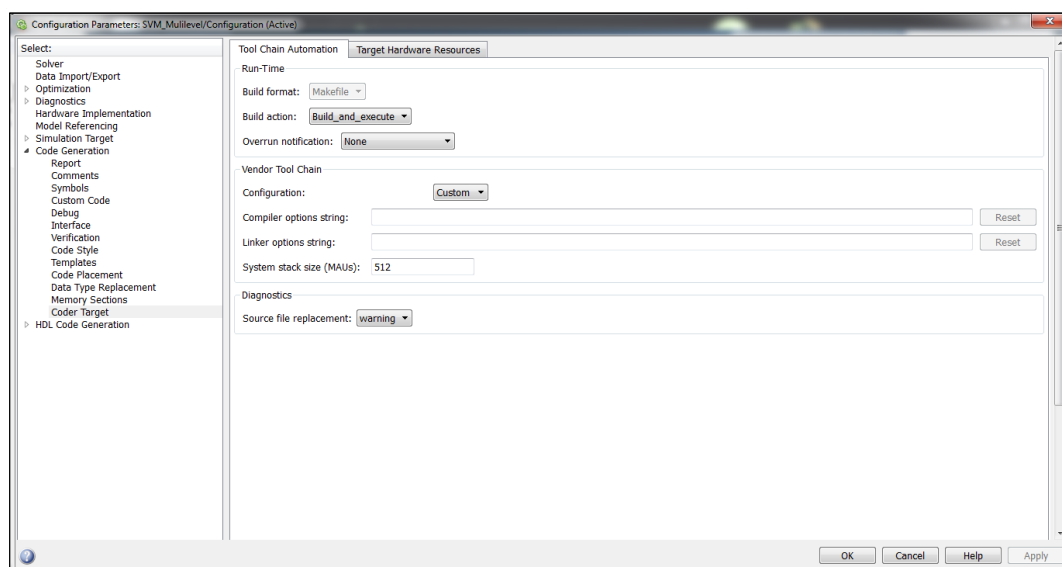 Configuration Parameters: SVM_Mulilevel/Configuration (Active)
Select:
Solver
Data Import/Export
Optimization
Diagnostics
Hardware Implementation
Model Referencing
Simulation Target
Code Generation
Report
Comments
Symbols
Custom Code
Debug
Interface
Verification
Code Style
Templates
Code Placement
Data Type Replacement
Memory Sections
Coder Target
HDL Code Generation
Tool Chain Automation Target Hardware Resources
Run-Time
Build format: Makefile
Build action: Build_and_execute
Overrun notification: None
Vendor Tool Chain
Configuration: Custom
Compiler options string: Reset
Linker options string: Reset
System stack size (MAUs): 512
Diagnostics
Source file replacement: warning
OK Cancel Help Apply